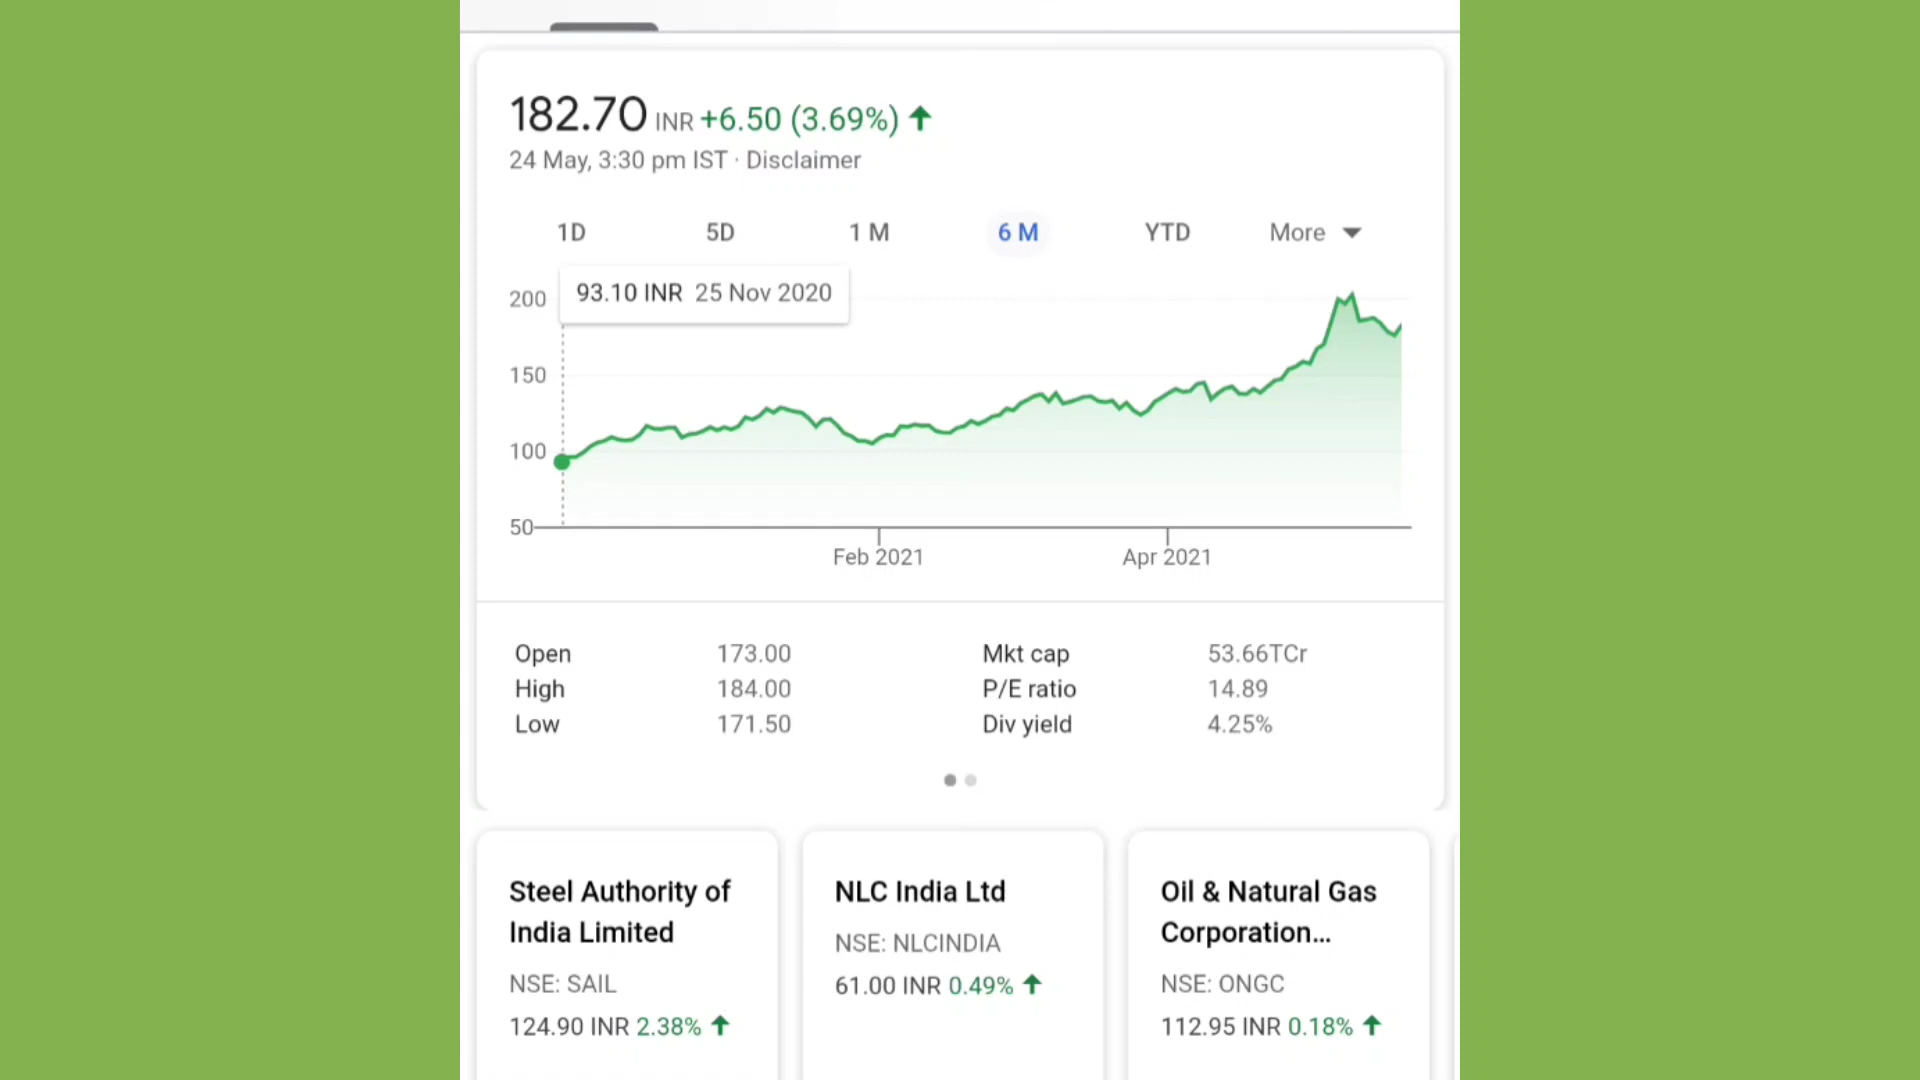 182.70 INR +6.50 (3.69%)
24 May, 3:30 pm IST · Disclaimer
1D 5D 1 M 6 M YTD More
93.10 INR 25 Nov 2020
200
150
100
50
Feb 2021 Apr 2021
Open 173.00 Mkt cap 53.66TCr
High 184.00 P/E ratio 14.89
Low 171.50 Div yield 4.25%
Steel Authority of
India Limited
NSE: SAIL
124.90 INR 2.38%
NLC India Ltd
NSE: NLCINDIA
61.00 INR 0.49%
Oil & Natural Gas
Corporation...
NSE: ONGC
112.95 INR 0.18%